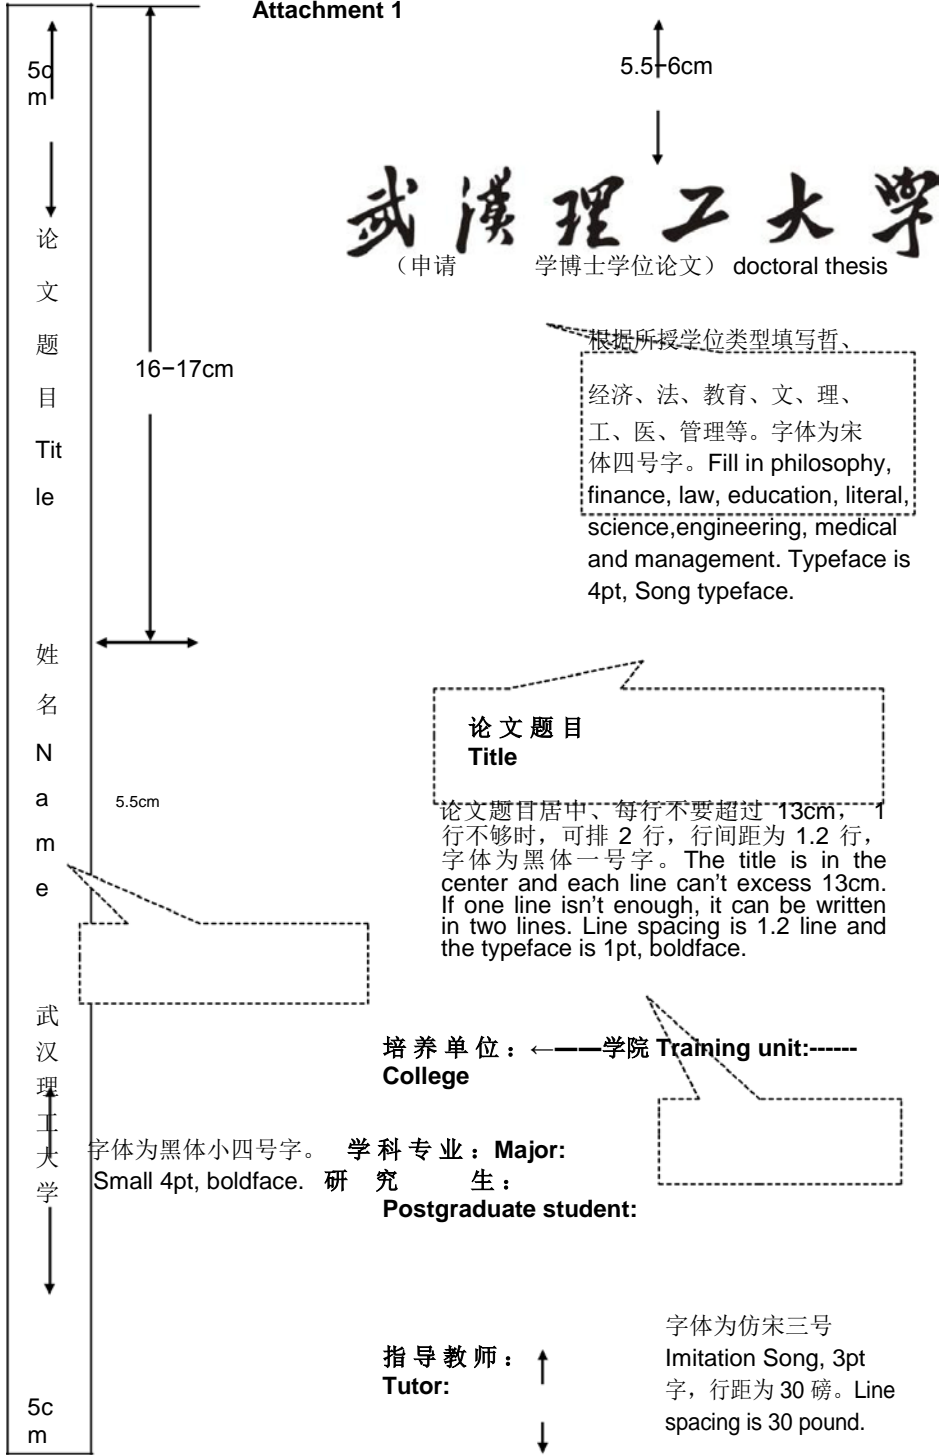 Attachment 1
5c
m
5.5-6cm
武漢理工大學
（申请 学博士学位论文） doctoral thesis
论
文
题
目
Tit
le
16−17cm
根据所授学位类型填写哲、
经济、法、教育、文、理、
工、医、管理等。字体为宋
体四号字。Fill in philosophy,
finance, law, education, literal,
science,engineering, medical
and management. Typeface is
4pt, Song typeface.
姓
名
N
a
m
e
5.5cm
论文题目
Title
论文题目居中、每行不要超过 13cm， 1
行不够时，可排 2 行，行间距为 1.2 行，
字体为黑体一号字。The title is in the
center and each line can’t excess 13cm.
If one line isn’t enough, it can be written
in two lines. Line spacing is 1.2 line and
the typeface is 1pt, boldface.
武
汉
理
工
大
学
培养单位：←——学院 Training unit:------
College
字体为黑体小四号字。 学科专业：Major:
Small 4pt, boldface. 研 究 生：
Postgraduate student:
指导教师：
Tutor:
字体为仿宋三号
Imitation Song, 3pt
字，行距为 30 磅。Line
spacing is 30 pound.
5c
m